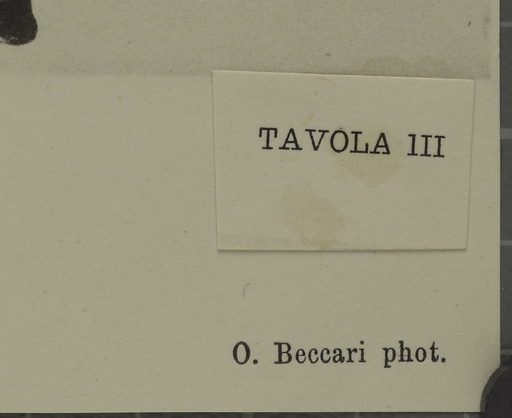 TAVOLA III
O. Beccari phot.